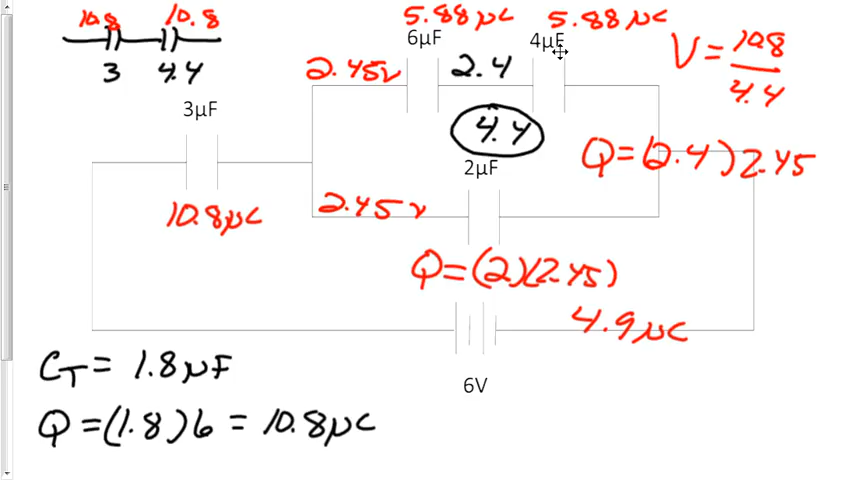 10.8 10.8
3 4.4
5.88µC 5.88µC
6µF 4µF
2.45v 2.4
V = 10.8
4.4
3µF
4.4
Q = (2.4)2.45
2µF
10.8µC
2.45v
Q = (2)(2.45)
4.9µC
6V
CT = 1.8µF
Q = (1.8)6 = 10.8µC